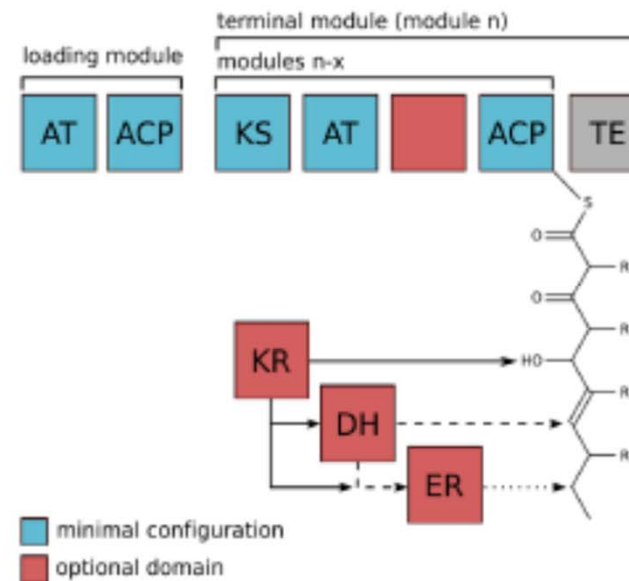 terminal module (module n)
loading module
modules n-x
AT ACP KS AT ACP TE
S
O
R
O
R
KR HO
R
DH
R
ER
minimal configuration
optional domain